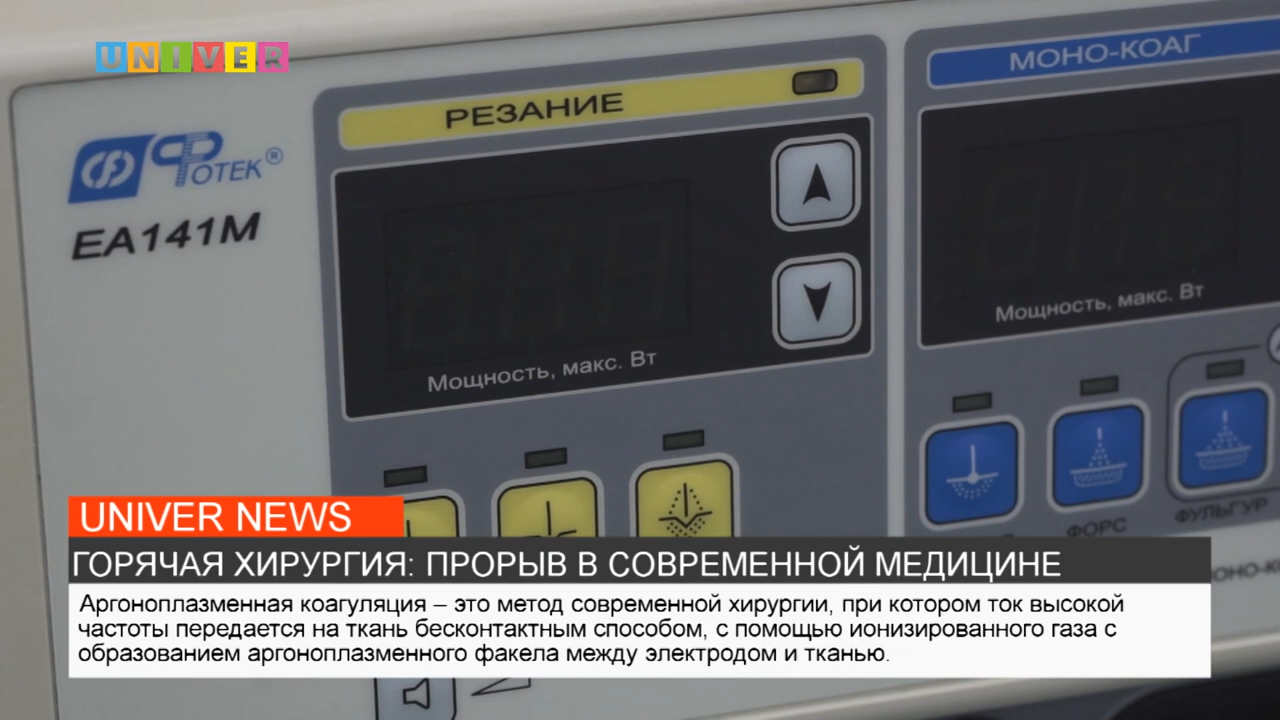 UNIVER
РЕЗАНИЕ
МОНО-КОАГ
ФОТЕК®
ЕА141М
Мощность, макс. Вт
Мощность, макс. Вт
ФОРС
ФУЛЬГУР
UNIVER NEWS
ГОРЯЧАЯ ХИРУРГИЯ: ПРОРЫВ В СОВРЕМЕННОЙ МЕДИЦИНЕ
Аргоноплазменная коагуляция – это метод современной хирургии, при котором ток высокой
частоты передается на ткань бесконтактным способом, с помощью ионизированного газа с
образованием аргоноплазменного факела между электродом и тканью.